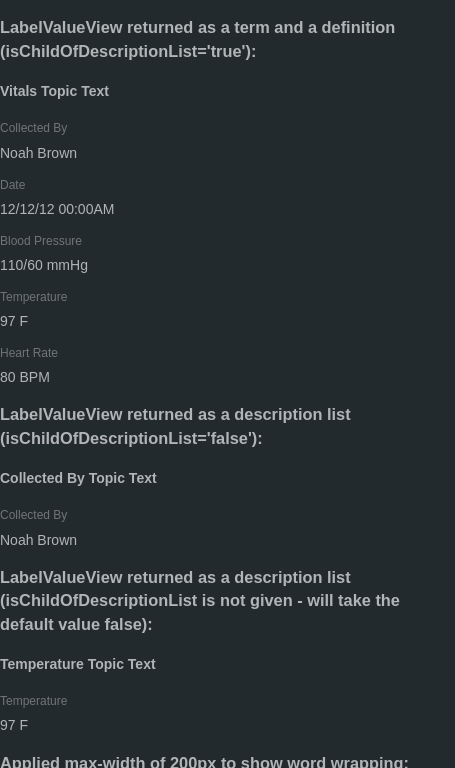 LabelValueView returned as a term and a definition
(isChildOfDescriptionList='true'):
Vitals Topic Text
Collected By
Noah Brown
Date
12/12/12 00:00AM
Blood Pressure
110/60 mmHg
Temperature
97 F
Heart Rate
80 BPM
LabelValueView returned as a description list
(isChildOfDescriptionList='false'):
Collected By Topic Text
Collected By
Noah Brown
LabelValueView returned as a description list
(isChildOfDescriptionList is not given - will take the
default value false):
Temperature Topic Text
Temperature
97 F
Applied max-width of 200px to show word wrapping: